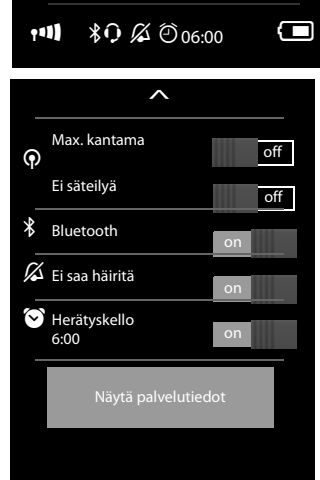 06:00
Max. kantama
off
Ei säteilyä
off
Bluetooth
on
Ei saa häiritä
on
Herätyskello
6:00
on
Näytä palvelutiedot